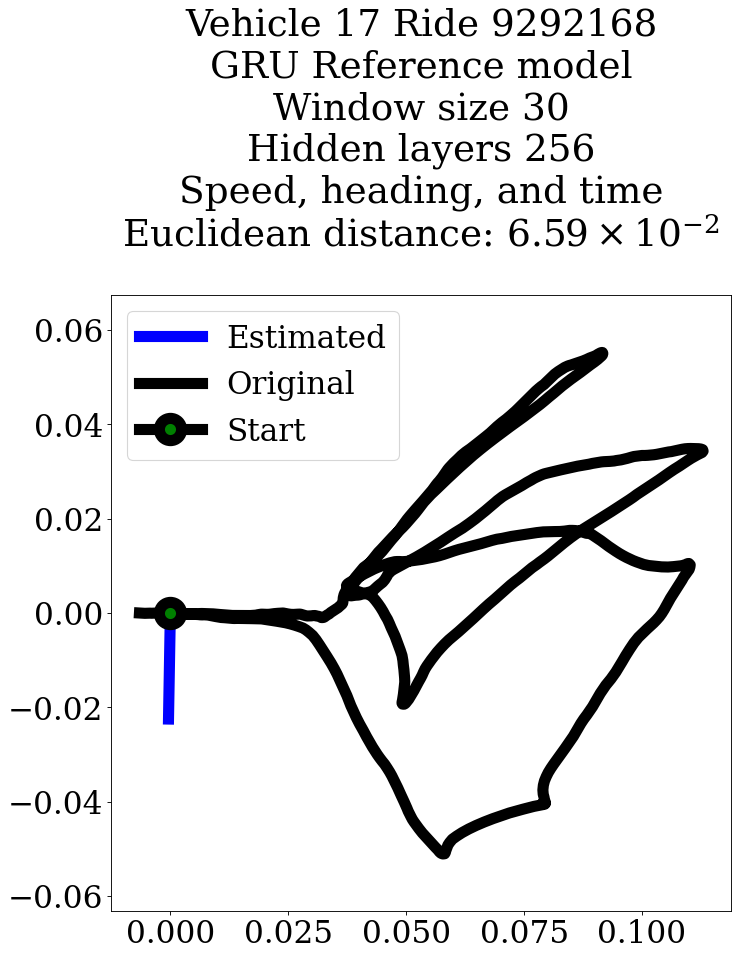 Vehicle 17 Ride 9292168
GRU Reference model
Window size 30
Hidden layers 256
Speed, heading, and time
Euclidean distance: 6.59 × 10⁻²
Estimated
Original
Start
0.06
0.04
0.02
0.00
−0.02
−0.04
−0.06
0.000 0.025 0.050 0.075 0.100